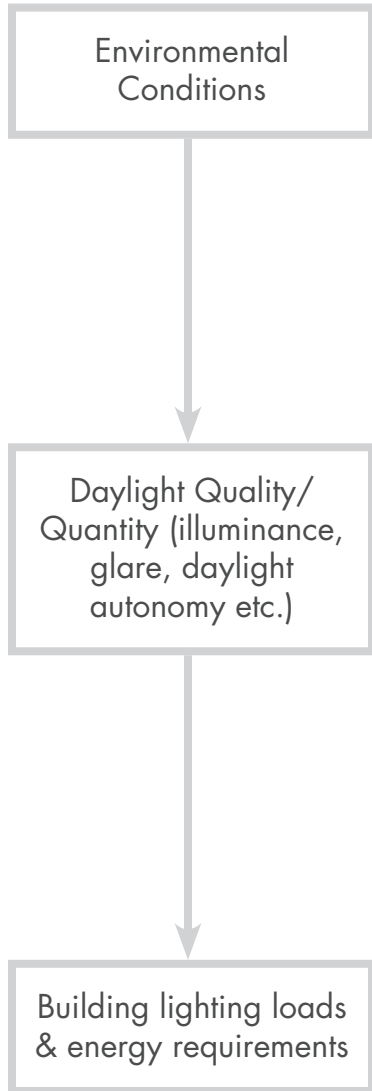 Environmental
Conditions
Daylight Quality/
Quantity (illuminance,
glare, daylight
autonomy etc.)
Building lighting loads
& energy requirements